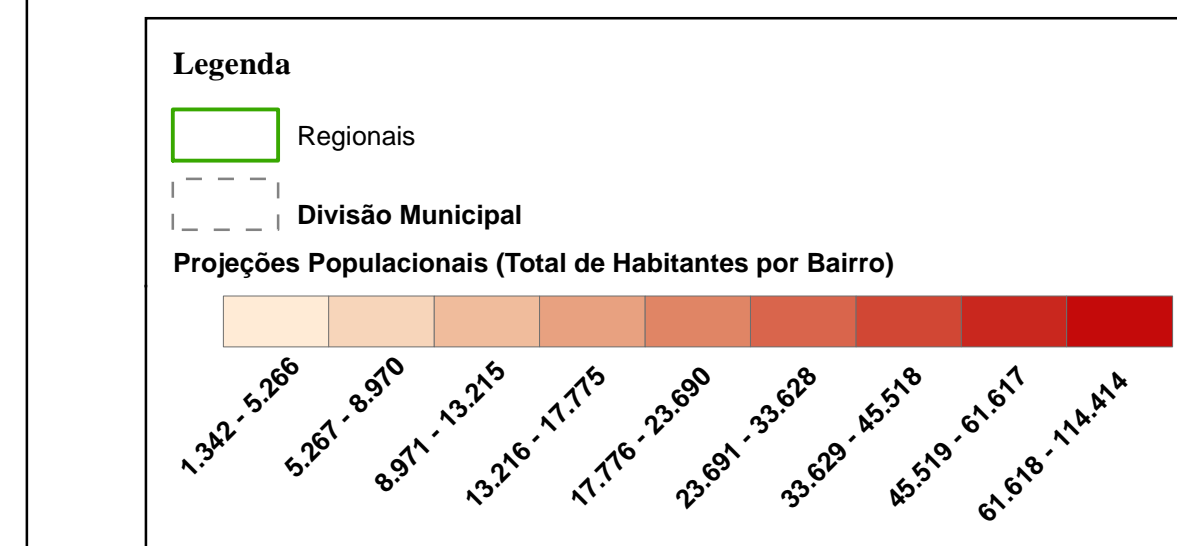 Legenda
Regionais
Divisão Municipal
Projeções Populacionais (Total de Habitantes por Bairro)
1.342 - 5.266
5.267 - 8.970
8.971 - 13.215
13.216 - 17.775
17.776 - 23.690
23.691 - 33.628
33.629 - 45.518
45.519 - 61.617
61.618 - 114.414